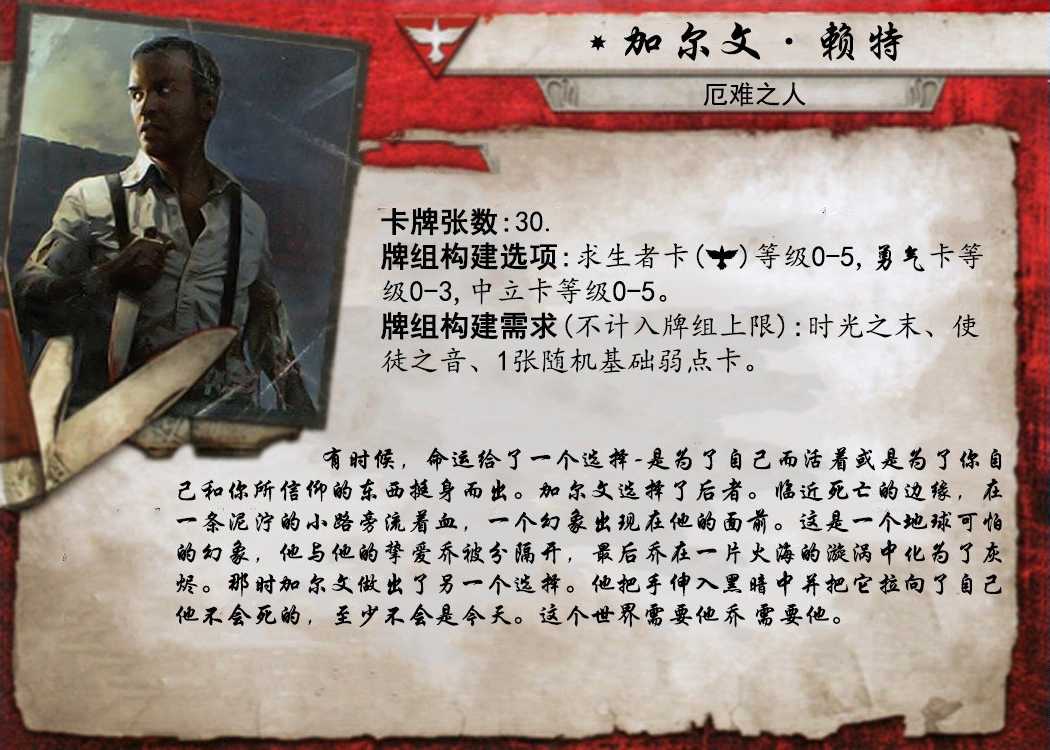 加尔文·赖特
厄难之人
卡牌张数:30.
牌组构建选项:求生者卡()等级0-5,勇气卡等
级0-3,中立卡等级0-5。
牌组构建需求(不计入牌组上限):时光之末、使
徒之音、1张随机基础弱点卡。
有时候，命运给了一个选择-是为了自己而活着或是为了你自
己和你所信仰的东西挺身而出。加尔文选择了后者。临近死亡的边缘，在
一条泥泞的小路旁流着血，一个幻象出现在他的面前。这是一个地球可怕
的幻象，他与他的挚爱乔被分隔开，最后乔在一片火海的漩涡中化为了灰
烬。那时加尔文做出了另一个选择。他把手伸入黑暗中并把它拉向了自己
他不会死的，至少不会是今天。这个世界需要他乔 需要他。